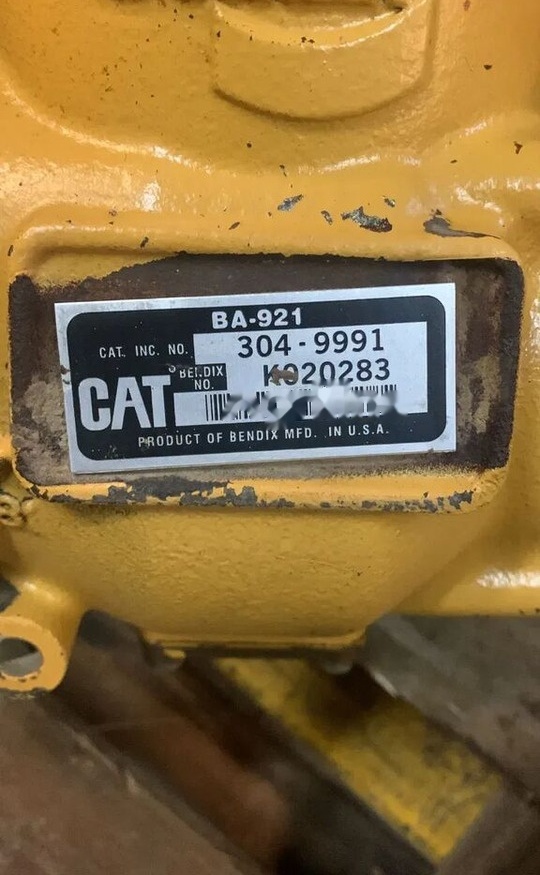 BA-921
CAT. INC. NO. 304-9991
BENDIX NO. K020283
CAT
PRODUCT OF BENDIX MFD. IN U.S.A.